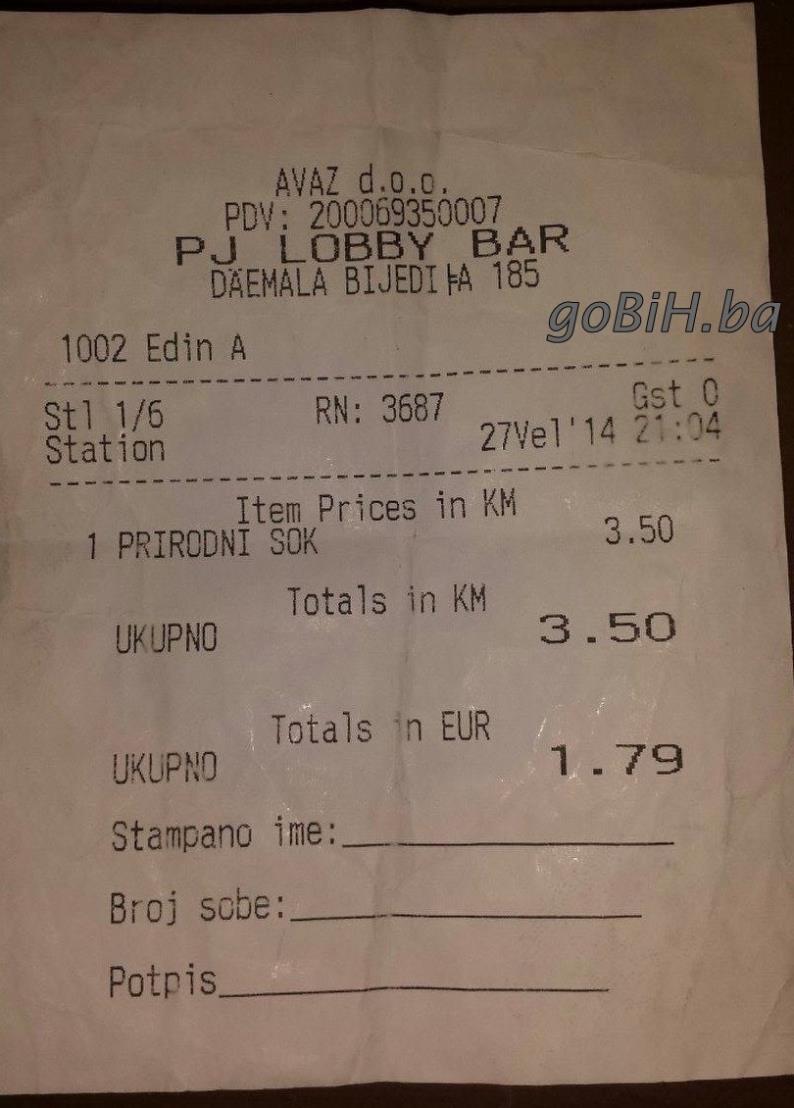 AVAZ d.o.o.
PDV: 200069350007
PJ LOBBY BAR
DÄEMALA BIJEDI├A 185
goBiH.ba
1002 Edin A
Stl 1/6 RN: 3687 Gst 0
Station 27Vel'14 21:04
Item Prices in KM
1 PRIRODNI SOK 3.50
Totals in KM
UKUPNO 3.50
Totals in EUR
UKUPNO 1.79
Stampano ime:
Broj sobe:
Potpis